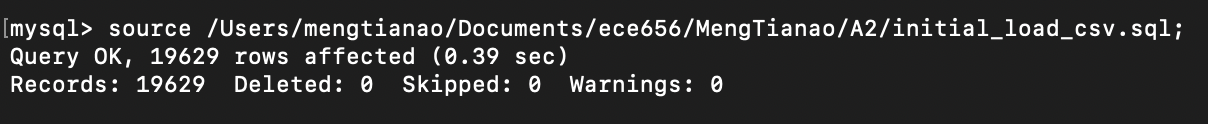 [mysql> source /Users/mengtianao/Documents/ece656/MengTianao/A2/initial_load_csv.sql;
Query OK, 19629 rows affected (0.39 sec)
Records: 19629  Deleted: 0  Skipped: 0  Warnings: 0